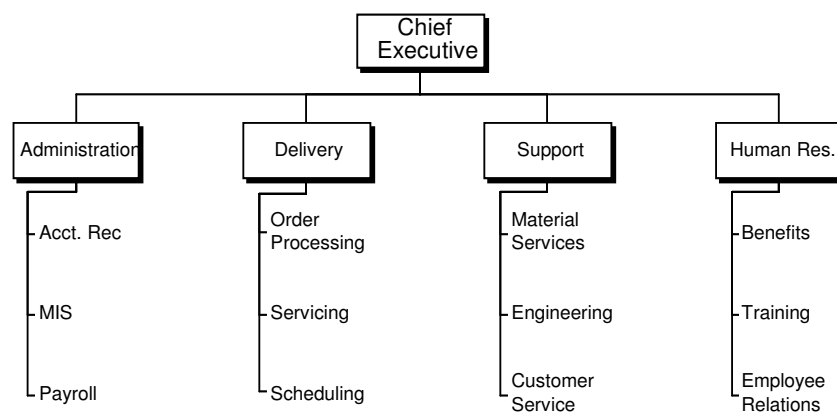 Chief
Executive
Administration
Delivery
Support
Human Res.
Acct. Rec
MIS
Payroll
Order
Processing
Servicing
Scheduling
Material
Services
Engineering
Customer
Service
Benefits
Training
Employee
Relations